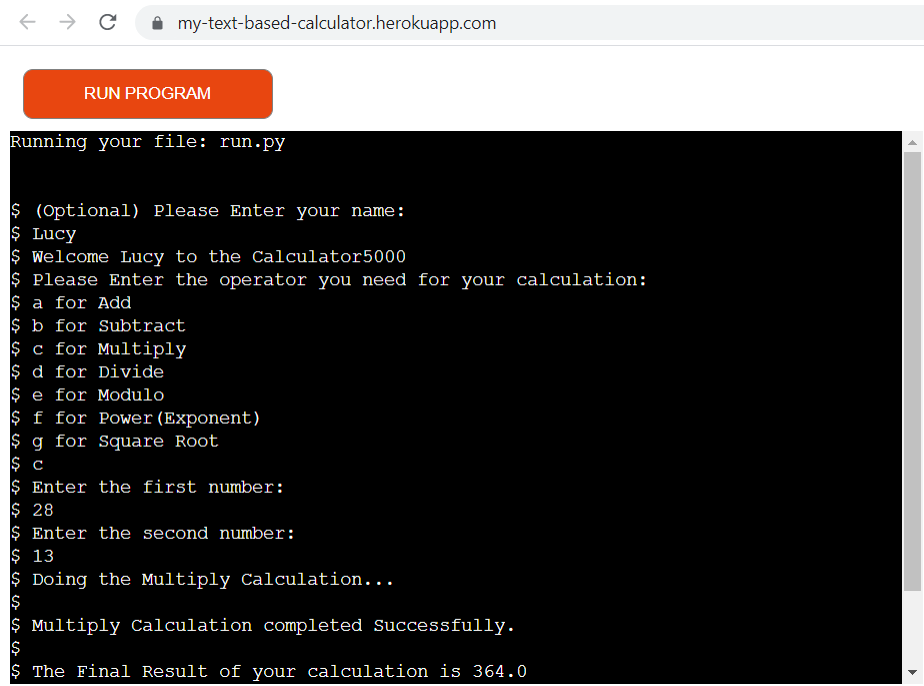 my-text-based-calculator.herokuapp.com
RUN PROGRAM
Running your file: run.py
$ (Optional) Please Enter your name:
$ Lucy
$ Welcome Lucy to the Calculator5000
$ Please Enter the operator you need for your calculation:
$ a for Add
$ b for Subtract
$ c for Multiply
$ d for Divide
$ e for Modulo
$ f for Power(Exponent)
$ g for Square Root
$ c
$ Enter the first number:
$ 28
$ Enter the second number:
$ 13
$ Doing the Multiply Calculation...
$
$ Multiply Calculation completed Successfully.
$
$ The Final Result of your calculation is 364.0